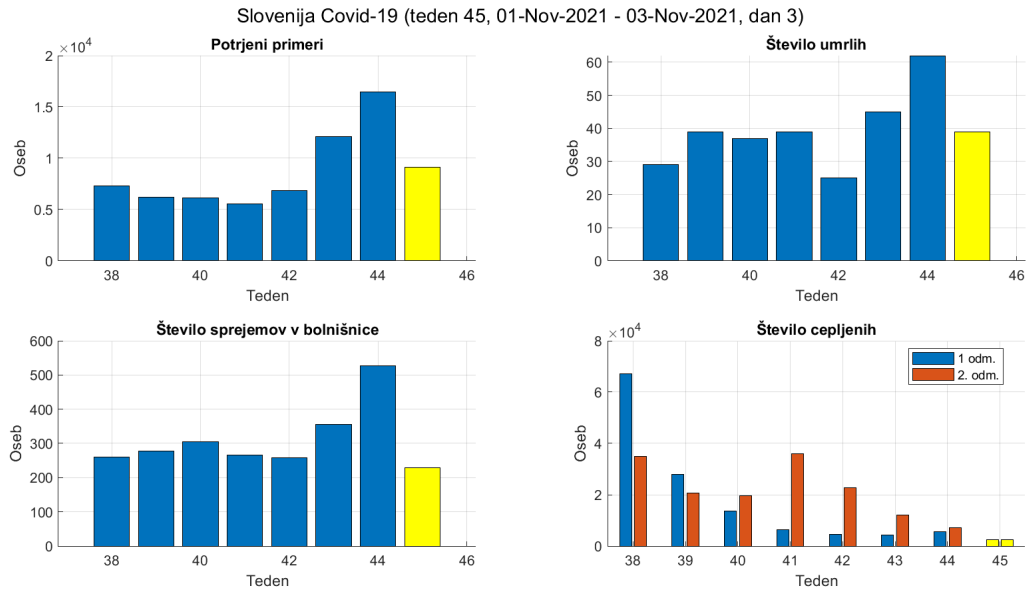 Slovenija Covid-19 (teden 45, 01-Nov-2021 - 03-Nov-2021, dan 3)
Potrjeni primeri
×10^4
2
1.5
1
0.5
0
Oseb
38 40 42 44 46
Teden
Število umrlih
60
50
40
30
20
10
0
Oseb
38 40 42 44 46
Teden
Število sprejemov v bolnišnice
600
500
400
300
200
100
0
Oseb
38 40 42 44 46
Teden
Število cepljenih
×10^4
8
6
4
2
0
Oseb
1 odm.
2. odm.
38 39 40 41 42 43 44 45
Teden